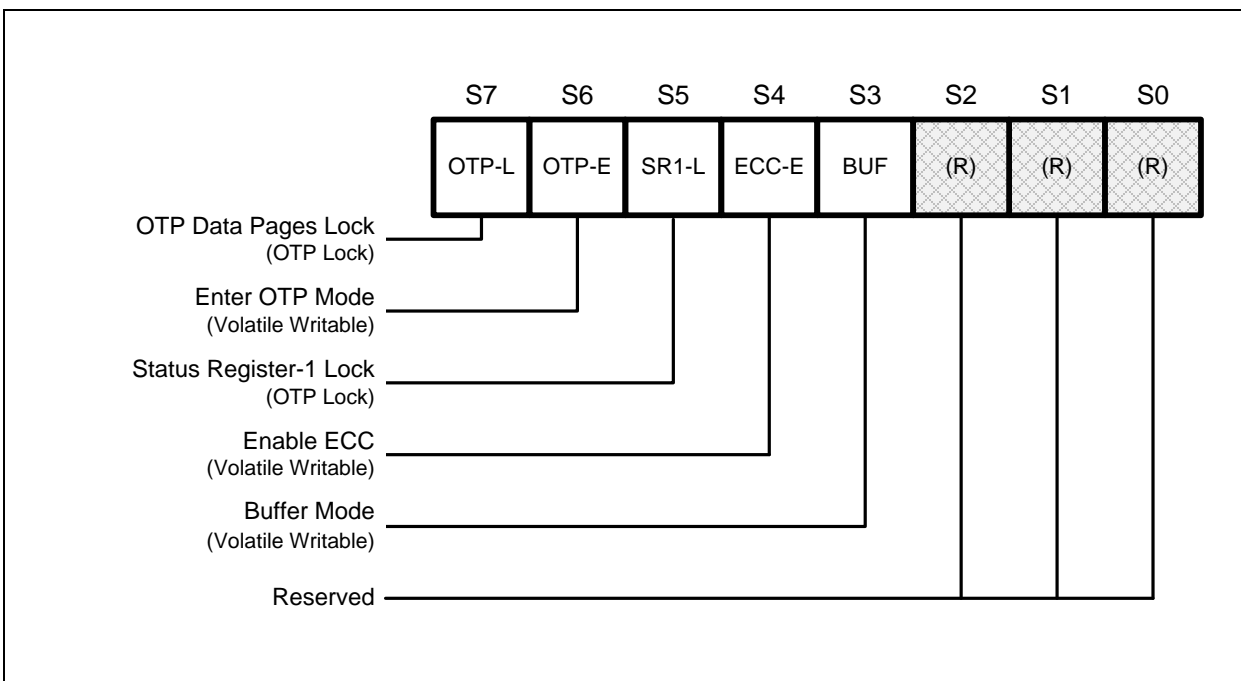 S7 S6 S5 S4 S3 S2 S1 S0
OTP-L OTP-E SR1-L ECC-E BUF (R) (R) (R)
OTP Data Pages Lock
(OTP Lock)
Enter OTP Mode
(Volatile Writable)
Status Register-1 Lock
(OTP Lock)
Enable ECC
(Volatile Writable)
Buffer Mode
(Volatile Writable)
Reserved